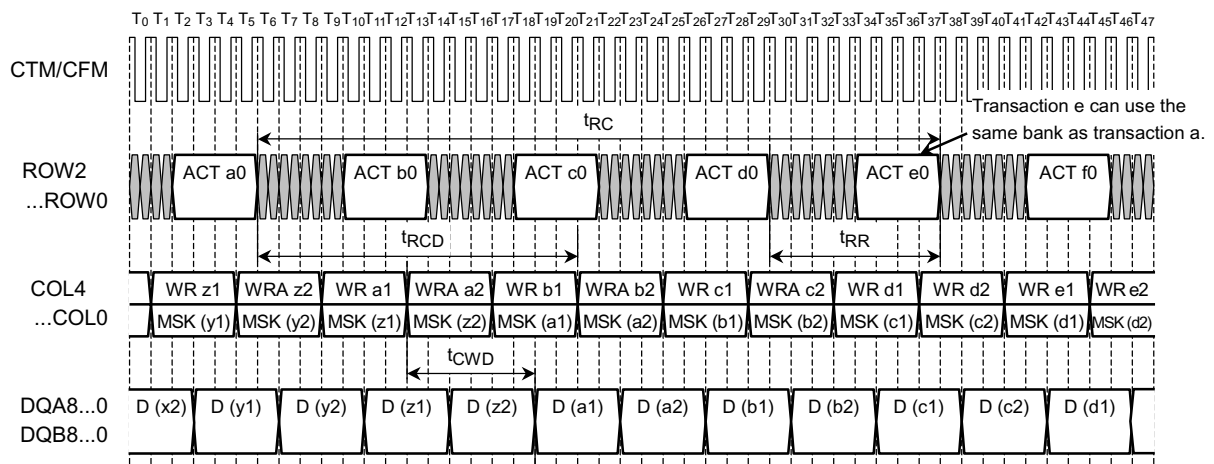 T0 T1 T2 T3 T4 T5 T6 T7 T8 T9 T10 T11 T12 T13 T14 T15 T16 T17 T18 T19 T20 T21 T22 T23 T24 T25 T26 T27 T28 T29 T30 T31 T32 T33 T34 T35 T36 T37 T38 T39 T40 T41 T42 T43 T44 T45 T46 T47
CTM/CFM
Transaction e can use the
same bank as transaction a.
tRC
ROW2
...ROW0
ACT a0 ACT b0 ACT c0 ACT d0 ACT e0 ACT f0
tRCD tRR
COL4
...COL0
WR z1 WRA z2 WR a1 WRA a2 WR b1 WRA b2 WR c1 WRA c2 WR d1 WR d2 WR e1 WR e2
MSK (y1) MSK (y2) MSK (z1) MSK (z2) MSK (a1) MSK (a2) MSK (b1) MSK (b2) MSK (c1) MSK (c2) MSK (d1) MSK (d2)
tCWD
DQA8...0
DQB8...0
D (x2) D (y1) D (y2) D (z1) D (z2) D (a1) D (a2) D (b1) D (b2) D (c1) D (c2) D (d1)